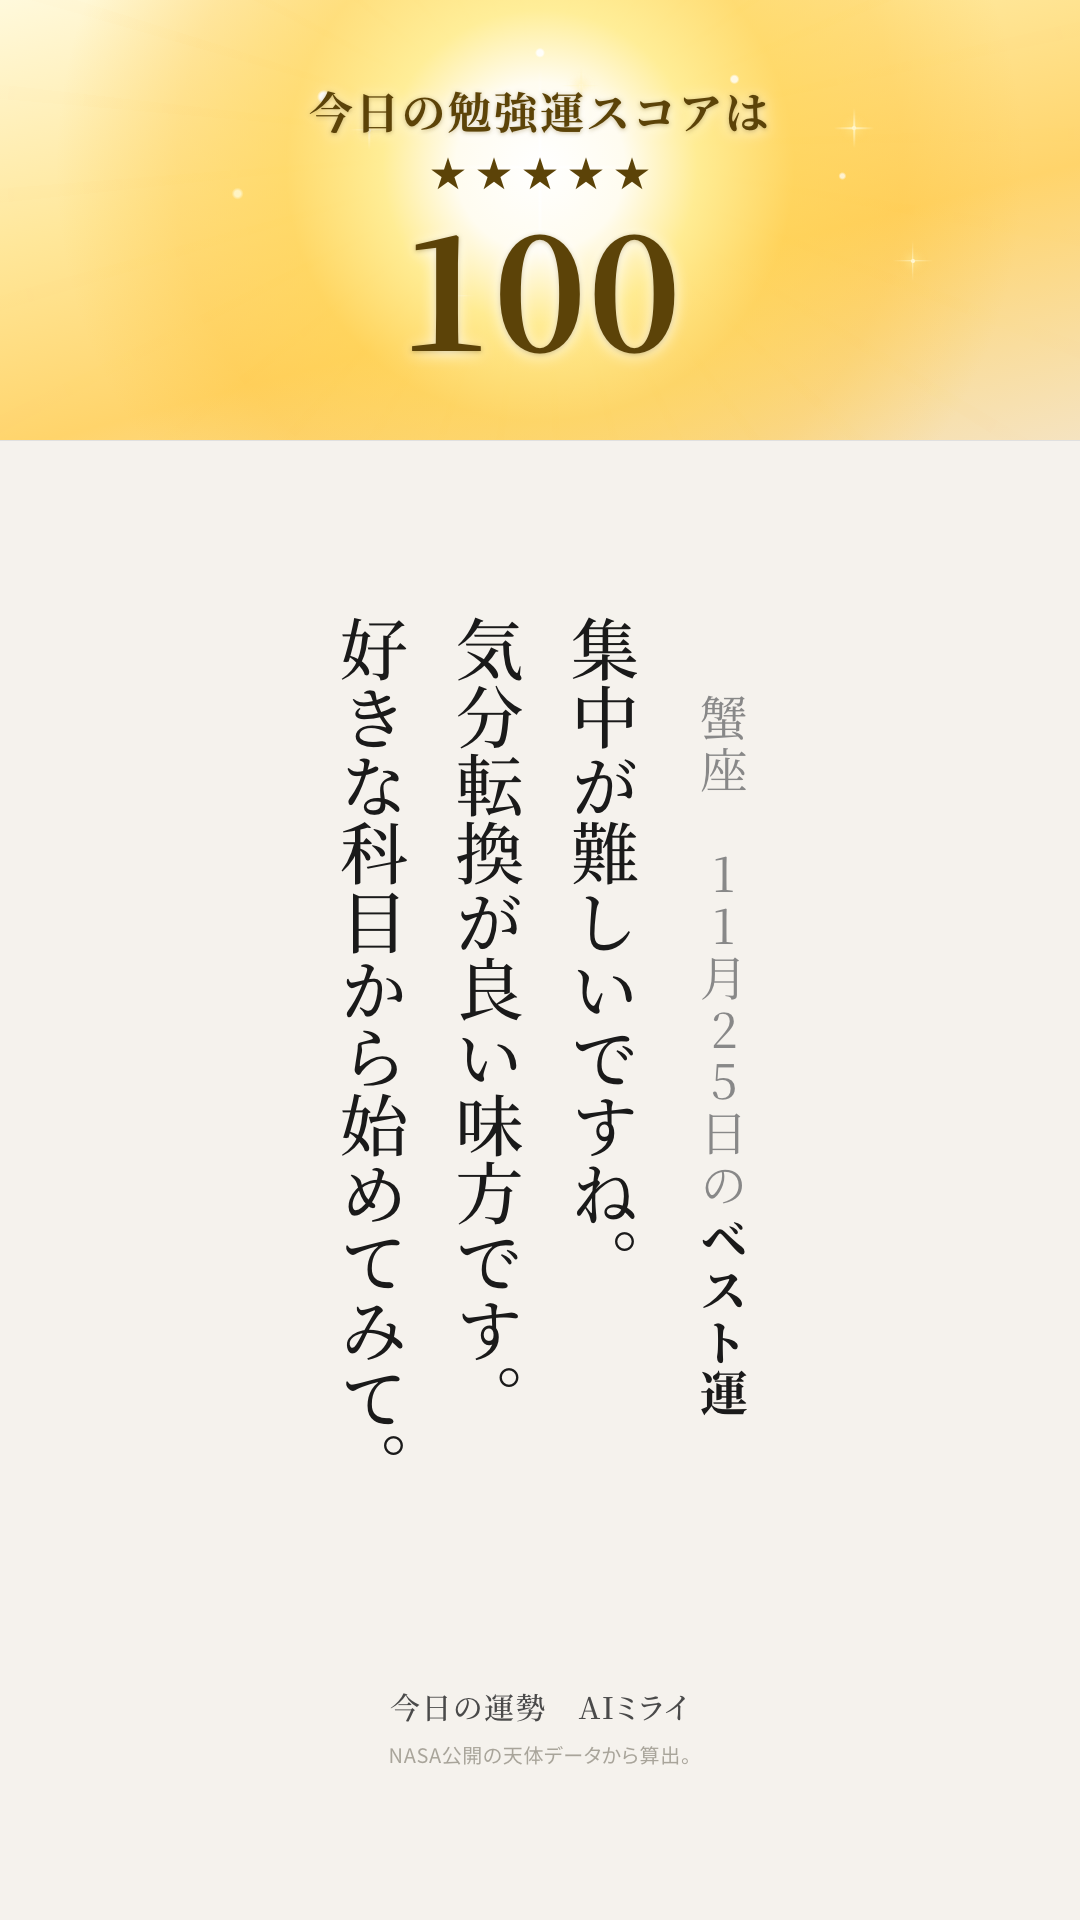 今日の勉強運スコアは
★★★★★
100
蟹座　11月25日のベスト運
集中が難しいですね。
気分転換が良い味方です。
好きな科目から始めてみて。
今日の運勢　AIミライ
NASA公開の天体データから算出。